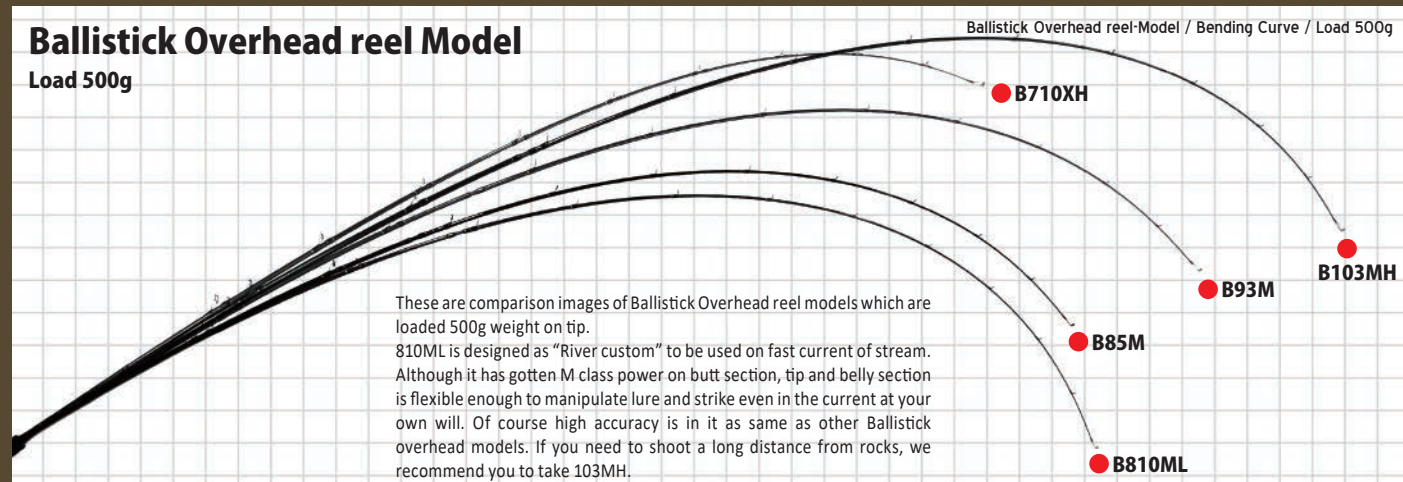 Ballistick Overhead reel Model
Load 500g
Ballistick Overhead reel-Model / Bending Curve / Load 500g
B710XH
B103MH
B93M
B85M
B810ML
These are comparison images of Ballistick Overhead reel models which are
loaded 500g weight on tip.
810ML is designed as “River custom” to be used on fast current of stream.
Although it has gotten M class power on butt section, tip and belly section
is flexible enough to manipulate lure and strike even in the current at your
own will. Of course high accuracy is in it as same as other Ballistick
overhead models. If you need to shoot a long distance from rocks, we
recommend you to take 103MH.